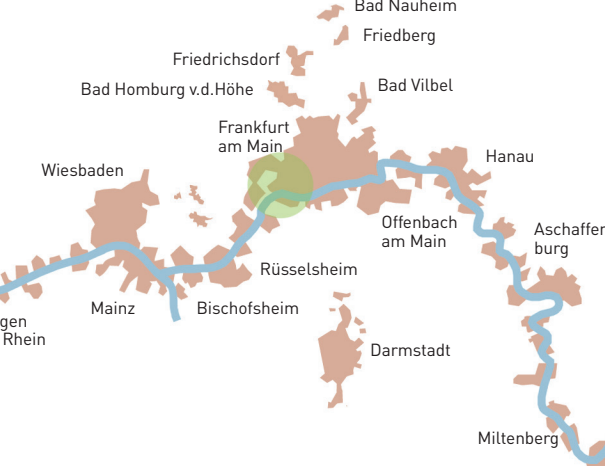 Bad Nauheim
Friedberg
Friedrichsdorf
Bad Homburg v.d.Höhe
Bad Vilbel
Frankfurt
am Main
Wiesbaden
Hanau
Offenbach
am Main
Aschaffen
burg
Rüsselsheim
Mainz
Bischofsheim
gen
Rhein
Darmstadt
Miltenberg